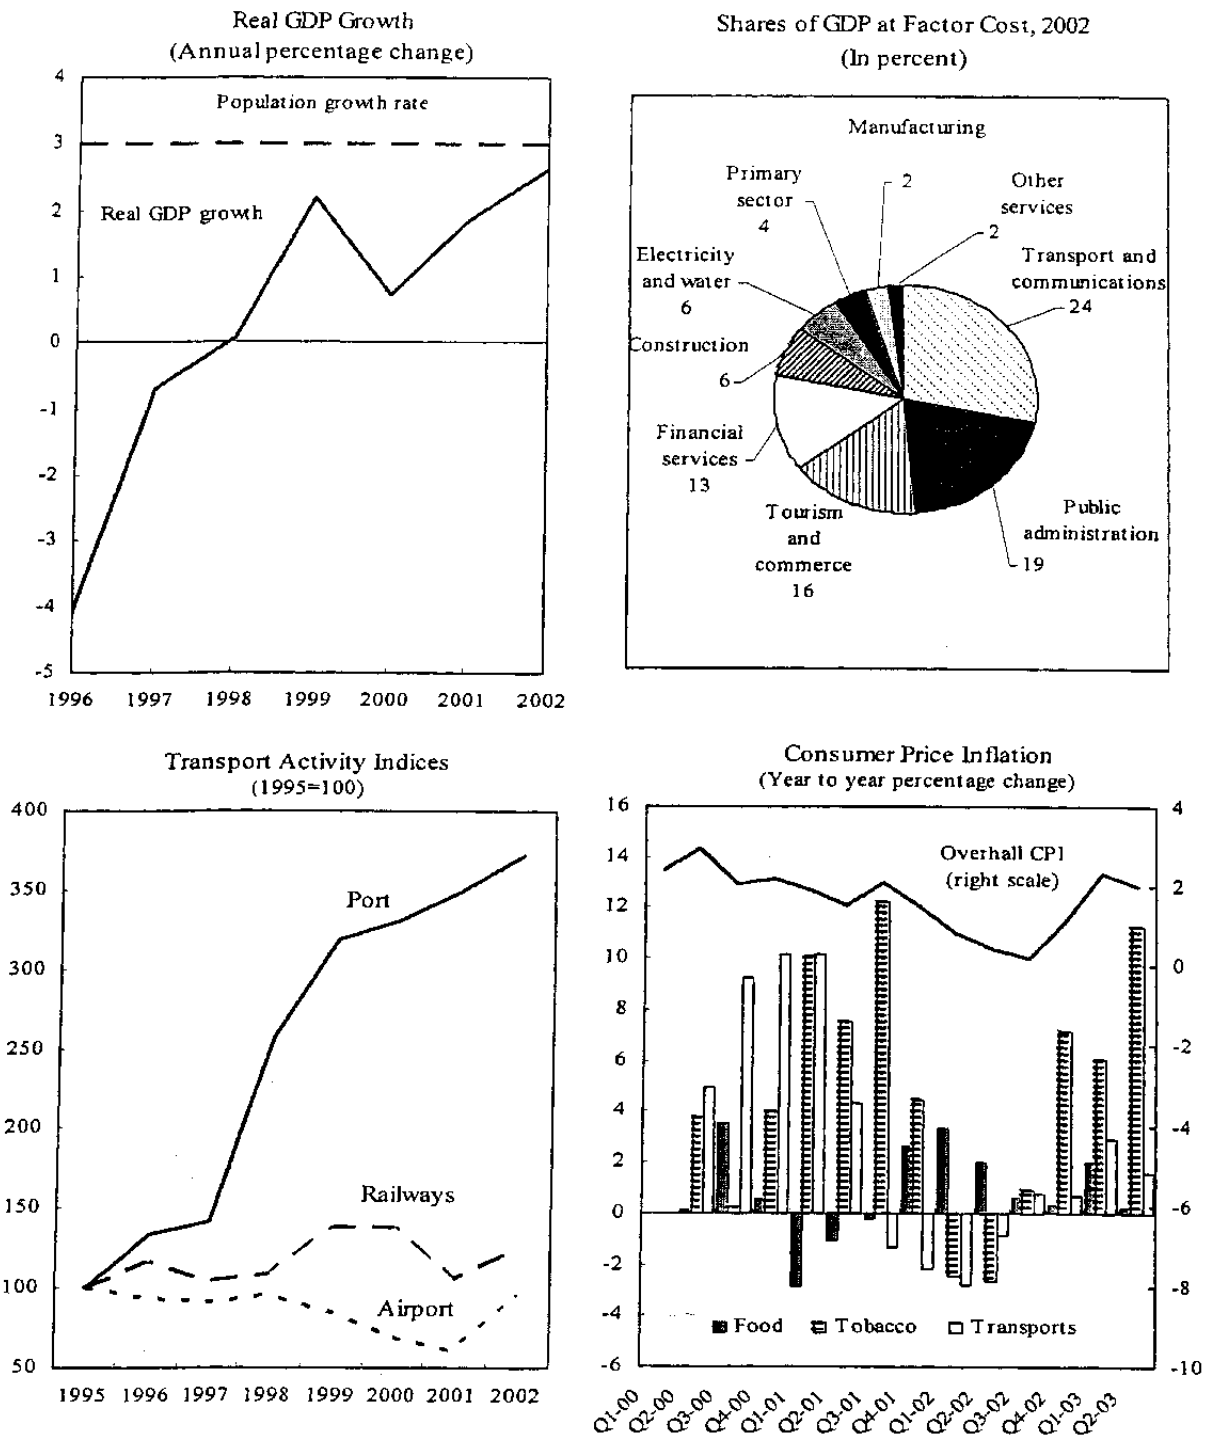 Real GDP Growth
(Annual percentage change)
4
Population growth rate
3
2
Real GDP growth
1
0
-1
-2
-3
-4
-5
1996 1997 1998 1999 2000 2001 2002
Shares of GDP at Factor Cost, 2002
(In percent)
Manufacturing
2
Primary
sector
4
Other
services
2
Electricity
and water
6
Transport and
communications
24
Construction
6
Financial
services
13
Tourism
and
commerce
16
Public
administration
19
Transport Activity Indices
(1995=100)
400
350
Port
300
250
200
150
Railways
100
Airport
50
1995 1996 1997 1998 1999 2000 2001 2002
Consumer Price Inflation
(Year to year percentage change)
16
14
12
10
8
6
4
2
0
-2
-4
-6
Overhall CPI
(right scale)
4
2
0
-2
-4
-6
-8
-10
Food Tobacco Transports
Q1-00 Q2-00 Q3-00 Q4-00 Q1-01 Q2-01 Q3-01 Q4-01 Q1-02 Q2-02 Q3-02 Q4-02 Q1-03 Q2-03